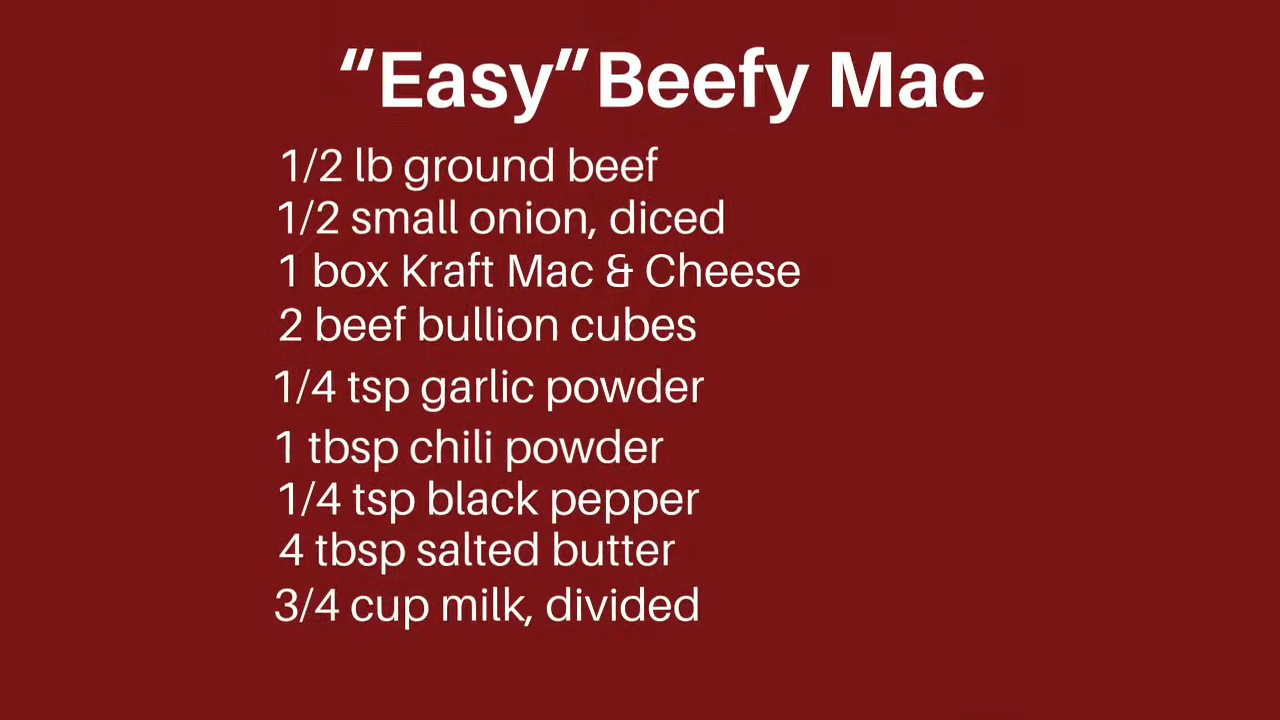 “Easy” Beefy Mac
1/2 lb ground beef
1/2 small onion, diced
1 box Kraft Mac & Cheese
2 beef bullion cubes
1/4 tsp garlic powder
1 tbsp chili powder
1/4 tsp black pepper
4 tbsp salted butter
3/4 cup milk, divided